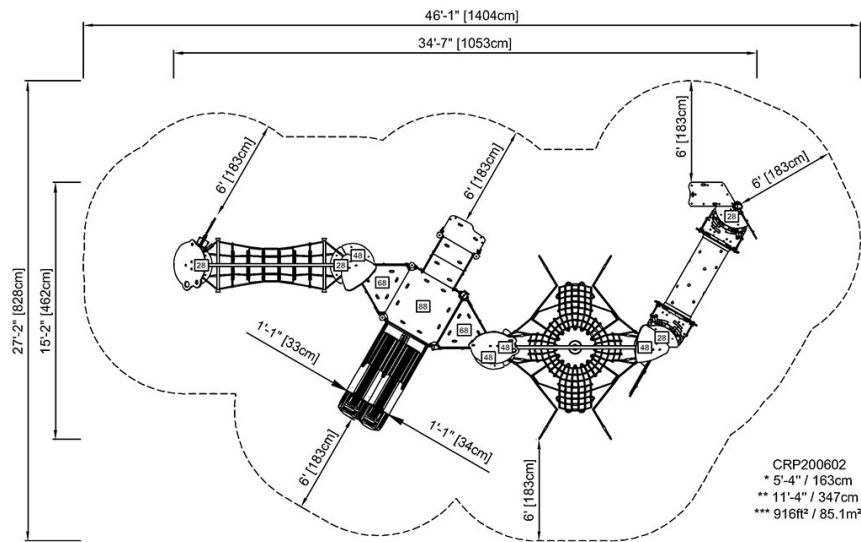 46'-1" [1404cm]
34'-7" [1053cm]
27'-2" [828cm]
15'-2" [462cm]
6' [183cm]
6' [183cm]
6' [183cm]
6' [183cm]
28
28
28
48
68
88
68
48
48
48
28
1'-1" [33cm]
1'-1" [34cm]
6' [183cm]
6' [183cm]
CRP200602
* 5'-4" / 163cm
** 11'-4" / 347cm
*** 916ft² / 85.1m²